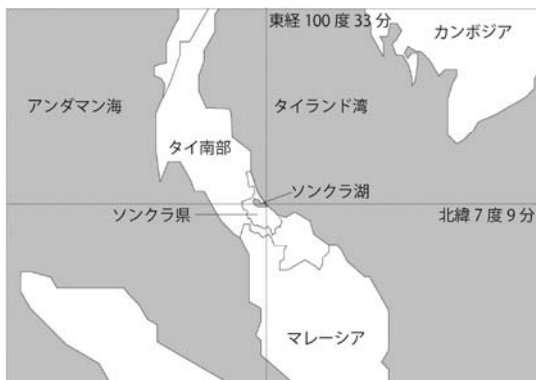 東経 100 度 33 分
カンボジア
アンダマン海
タイランド湾
タイ南部
ソンクラ湖
ソンクラ県
北緯 7 度 9 分
マレーシア